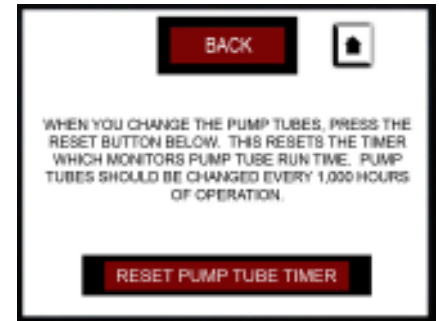 BACK
WHEN YOU CHANGE THE PUMP TUBES, PRESS THE
RESET BUTTON BELOW. THIS RESETS THE TIMER
WHICH MONITORS PUMP TUBE RUN TIME. PUMP
TUBES SHOULD BE CHANGED EVERY 1,000 HOURS
OF OPERATION.
RESET PUMP TUBE TIMER